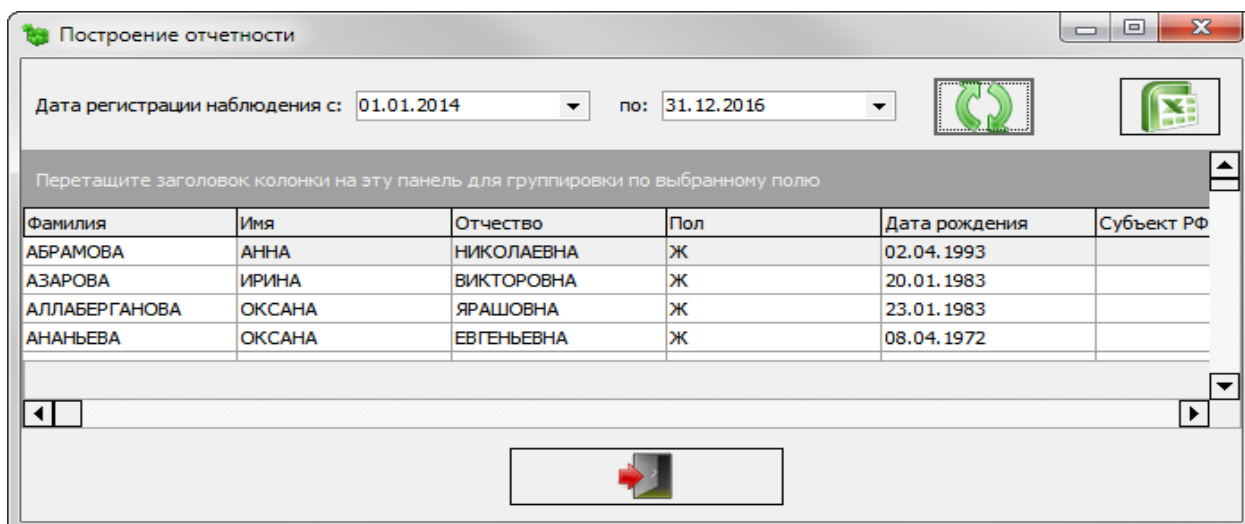 Построение отчетности
Дата регистрации наблюдения с: 01.01.2014 по: 31.12.2016
Перетащите заголовок колонки на эту панель для группировки по выбранному полю
Фамилия Имя Отчество Пол Дата рождения Субъект РФ
АБРАМОВА АННА НИКОЛАЕВНА Ж 02.04.1993
АЗАРОВА ИРИНА ВИКТОРОВНА Ж 20.01.1983
АЛЛАБЕРГАНОВА ОКСАНА ЯРАШОВНА Ж 23.01.1983
АНАНЬЕВА ОКСАНА ЕВГЕНЬЕВНА Ж 08.04.1972